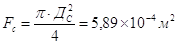 F_c = π · Д_C² / 4 = 5,89×10⁻⁴ м²